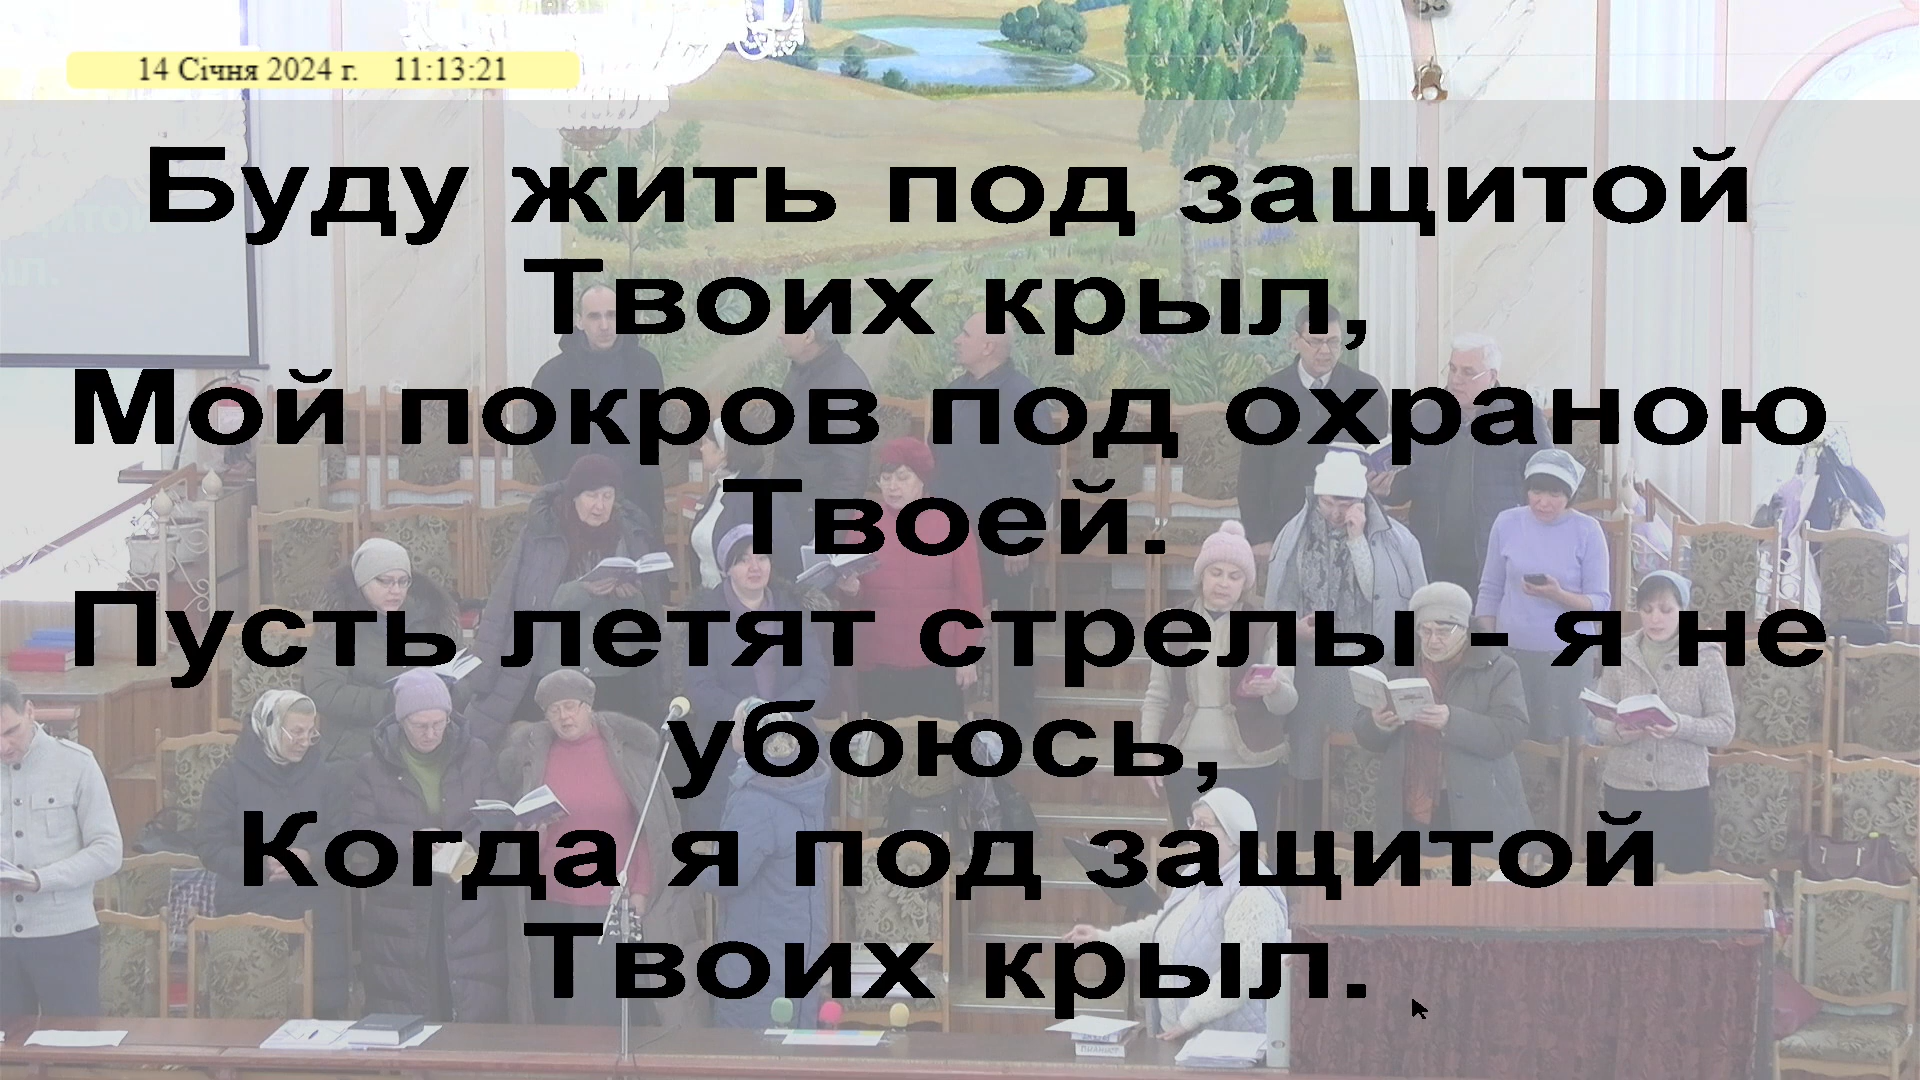 14 Січня 2024 г. 11:13:21
Буду жить под защитой
Твоих крыл,
Мой покров под охраною
Твоей.
Пусть летят стрелы - я не
убоюсь,
Когда я под защитой
Твоих крыл.
ПИАНИСТ